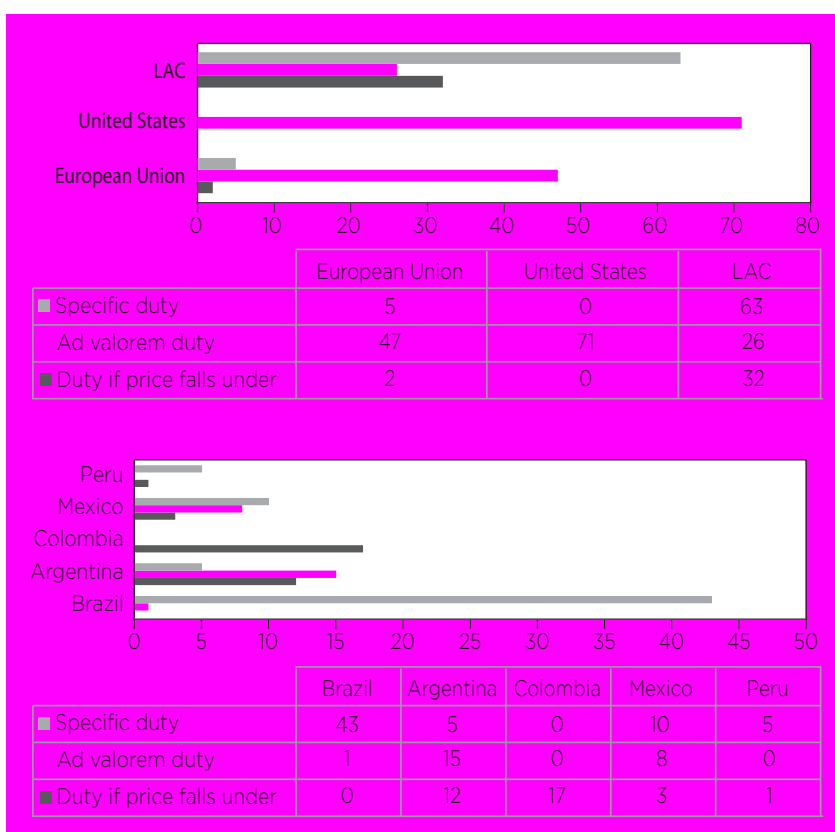 LAC
United States
European Union
0 10 20 30 40 50 60 70 80
European Union United States LAC
Specific duty 5 0 63
Ad valorem duty 47 71 26
Duty if price falls under 2 0 32
Peru
Mexico
Colombia
Argentina
Brazil
0 5 10 15 20 25 30 35 40 45 50
Brazil Argentina Colombia Mexico Peru
Specific duty 43 5 0 10 5
Ad valorem duty 1 15 0 8 0
Duty if price falls under 0 12 17 3 1